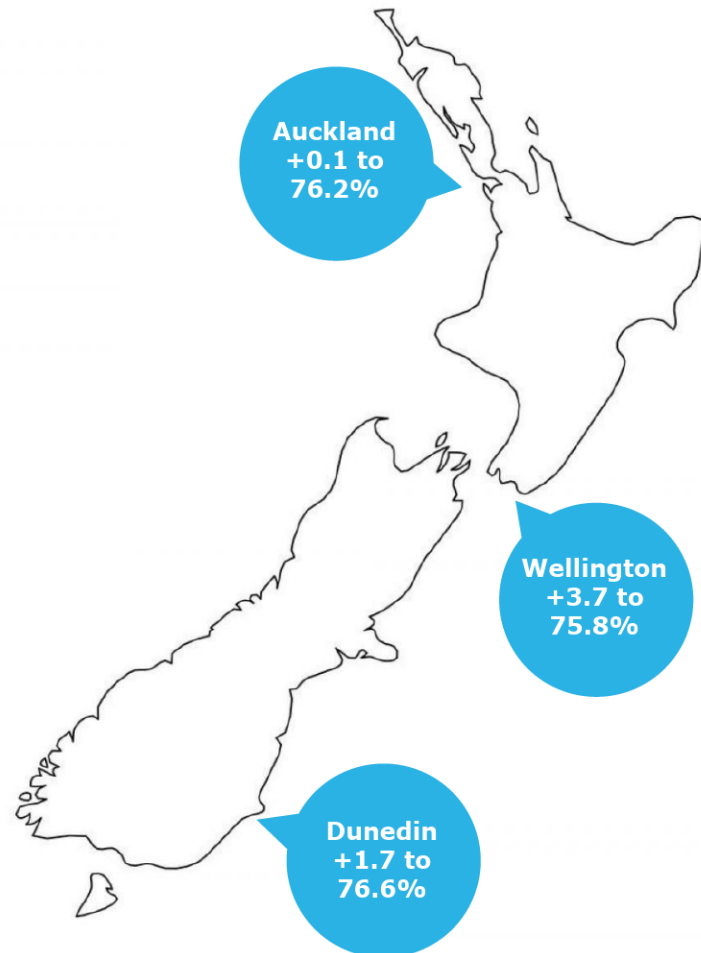 Auckland
+0.1 to
76.2%
Wellington
+3.7 to
75.8%
Dunedin
+1.7 to
76.6%